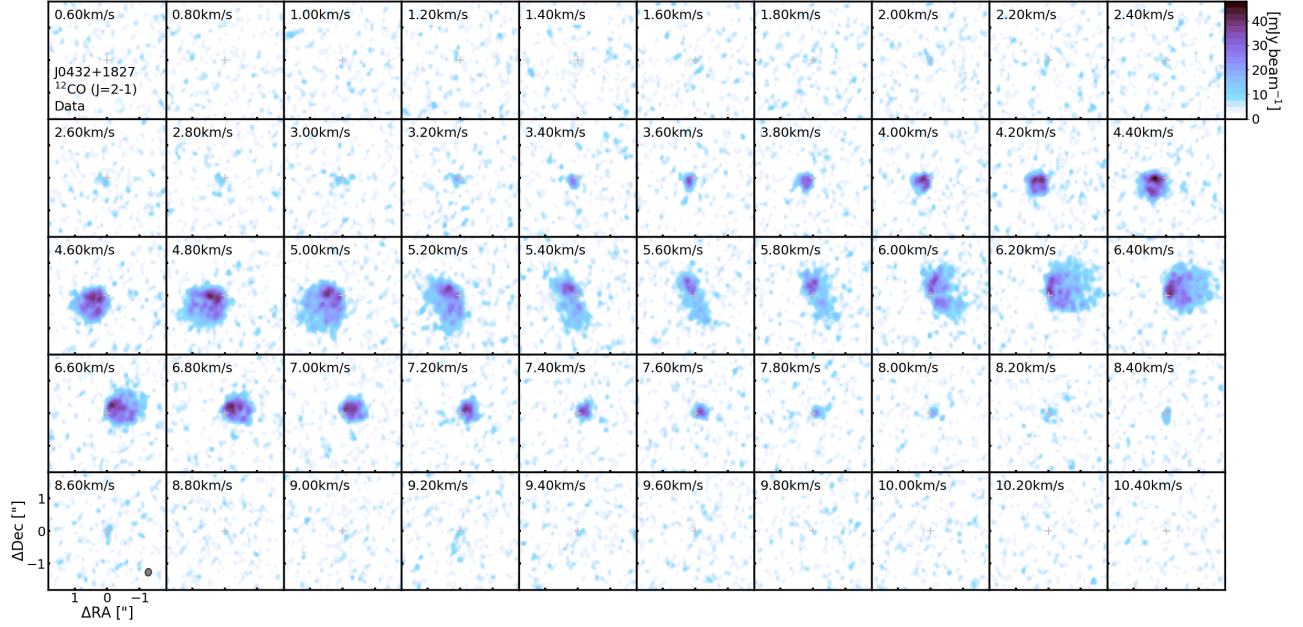 0.60km/s 0.80km/s 1.00km/s 1.20km/s 1.40km/s 1.60km/s 1.80km/s 2.00km/s 2.20km/s 2.40km/s
J0432+1827
¹²CO (J=2-1)
Data
40
30
20
10
0
[mJy beam⁻¹]
2.60km/s 2.80km/s 3.00km/s 3.20km/s 3.40km/s 3.60km/s 3.80km/s 4.00km/s 4.20km/s 4.40km/s
4.60km/s 4.80km/s 5.00km/s 5.20km/s 5.40km/s 5.60km/s 5.80km/s 6.00km/s 6.20km/s 6.40km/s
6.60km/s 6.80km/s 7.00km/s 7.20km/s 7.40km/s 7.60km/s 7.80km/s 8.00km/s 8.20km/s 8.40km/s
8.60km/s 8.80km/s 9.00km/s 9.20km/s 9.40km/s 9.60km/s 9.80km/s 10.00km/s 10.20km/s 10.40km/s
1
0
−1
ΔDec ["]
1 0 −1
ΔRA ["]